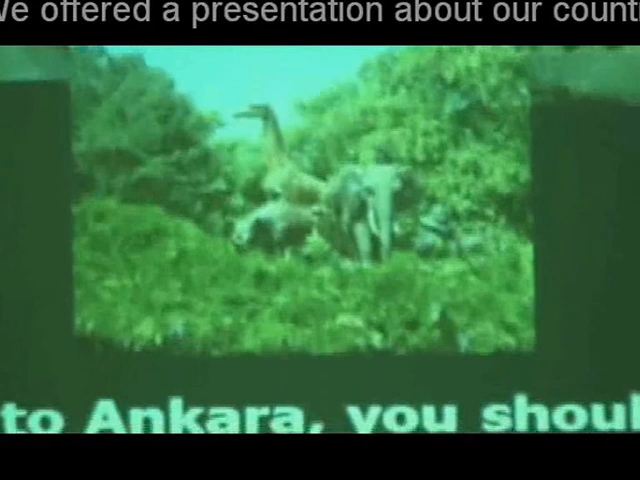 We offered a presentation about our count
to Ankara, you shoul